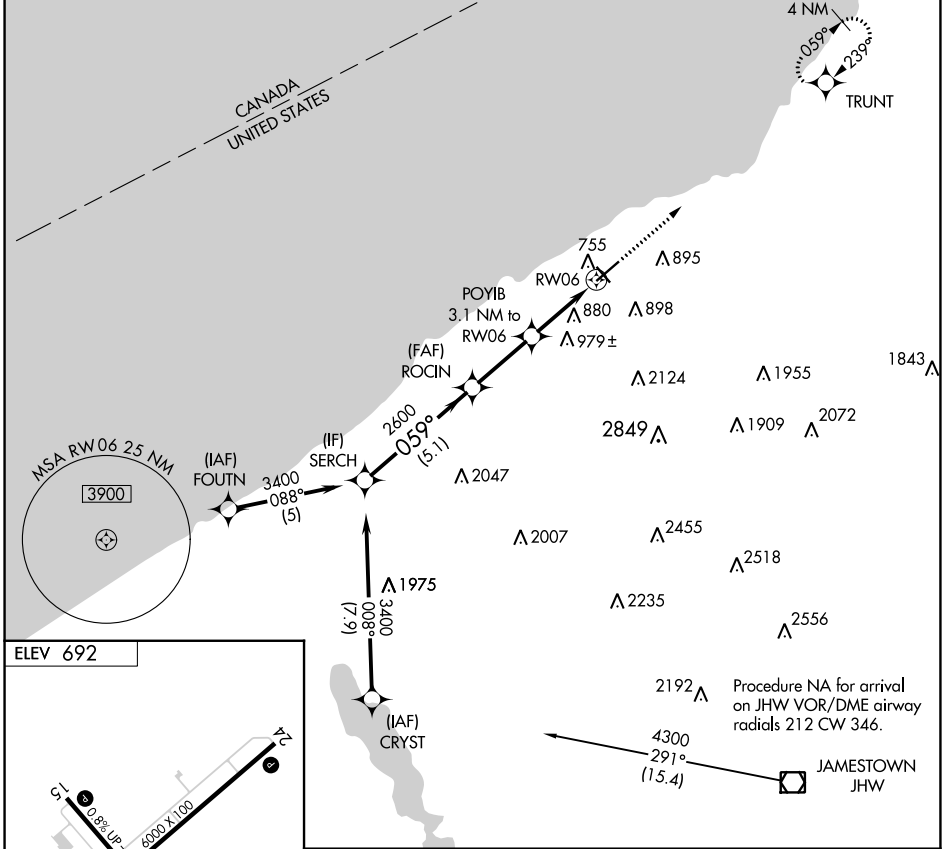 4 NM
059°
239°
TRUNT
CANADA
UNITED STATES
755
RW06
895
POYIB
3.1 NM to
RW06
880
898
979±
(FAF)
ROCIN
2124
1955
1843
2600
059°
(5.1)
2849
1909
2072
MSA RW06 25 NM
3900
(IAF)
FOUTN
3400
088°
(5)
(IF)
SERCH
2047
2007
2455
2518
1975
3400
008°
(7.9)
2235
2556
ELEV 692
2192
Procedure NA for arrival
on JHW VOR/DME airway
radials 212 CW 346.
(IAF)
CRYST
4300
291°
(15.4)
JAMESTOWN
JHW
24
P
15
P
0.8% UP
6000 X 100